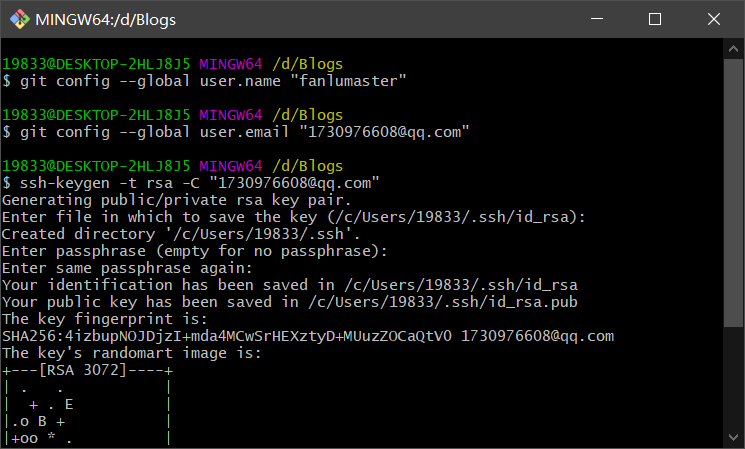 MINGW64:/d/Blogs
19833@DESKTOP-2HLJ8J5 MINGW64 /d/Blogs
$ git config --global user.name "fanlumaster"
19833@DESKTOP-2HLJ8J5 MINGW64 /d/Blogs
$ git config --global user.email "1730976608@qq.com"
19833@DESKTOP-2HLJ8J5 MINGW64 /d/Blogs
$ ssh-keygen -t rsa -C "1730976608@qq.com"
Generating public/private rsa key pair.
Enter file in which to save the key (/c/Users/19833/.ssh/id_rsa):
Created directory '/c/Users/19833/.ssh'.
Enter passphrase (empty for no passphrase):
Enter same passphrase again:
Your identification has been saved in /c/Users/19833/.ssh/id_rsa
Your public key has been saved in /c/Users/19833/.ssh/id_rsa.pub
The key fingerprint is:
SHA256:4izbupNOJDjzI+mda4MCwSrHEXztyD+MUuzZOCaQtV0 1730976608@qq.com
The key's randomart image is:
+---[RSA 3072]----+
| .   .           |
|  + . E          |
|.o B +           |
|+oo * .          |